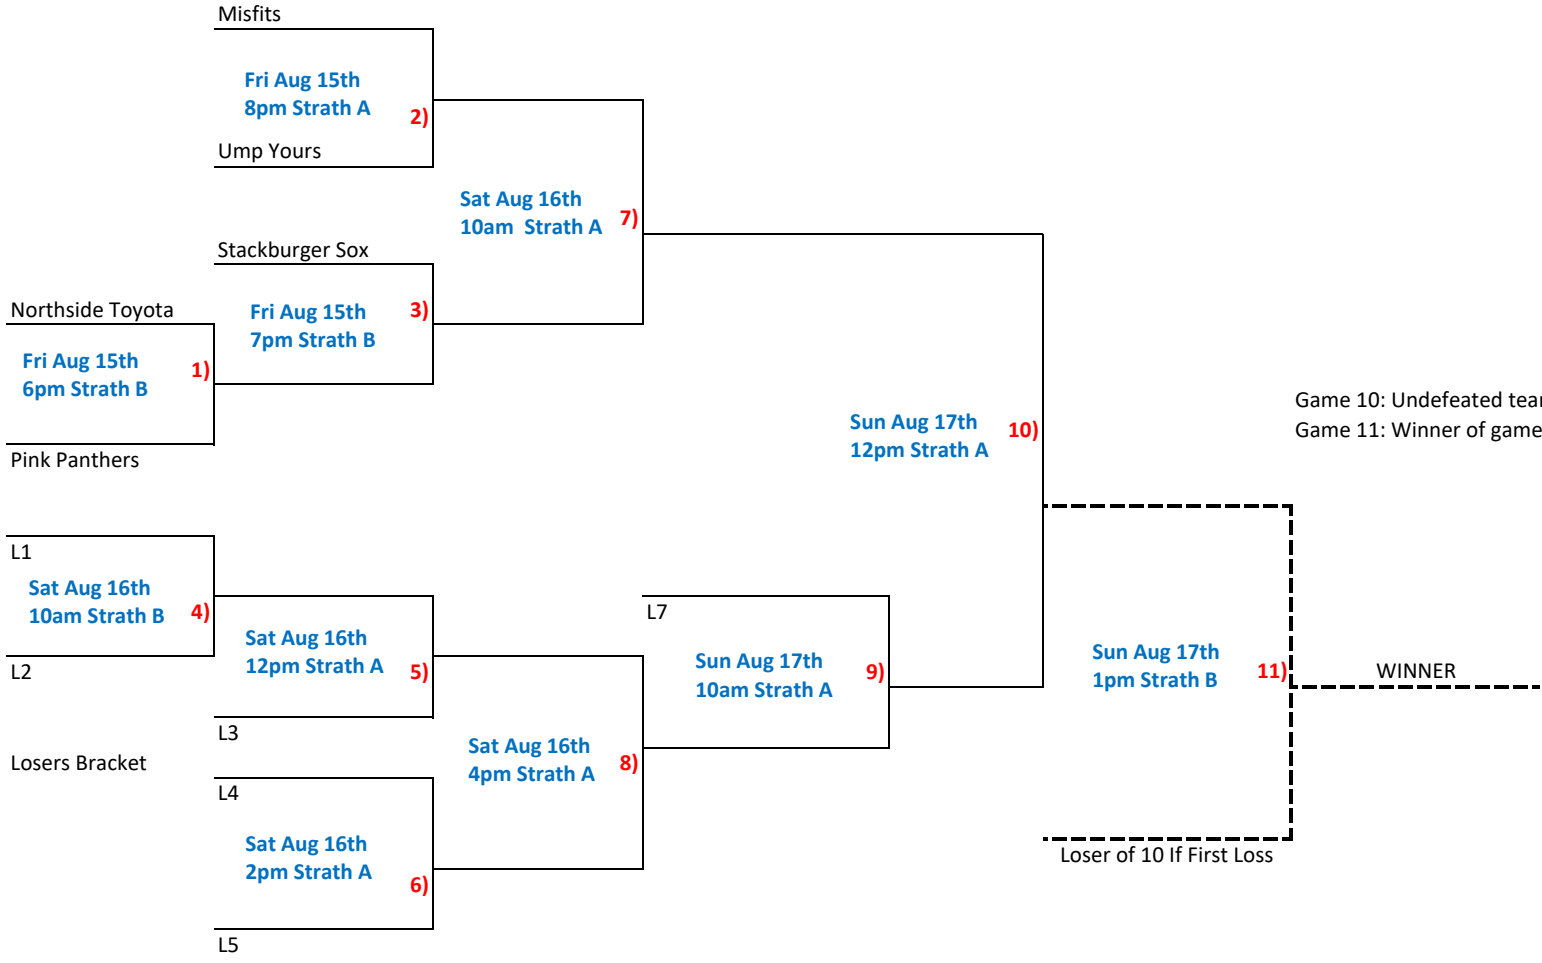 Misfits
Fri Aug 15th
8pm Strath A
2)
Ump Yours
Sat Aug 16th
10am  Strath A
7)
Stackburger Sox
Northside Toyota
Fri Aug 15th
7pm Strath B
3)
Fri Aug 15th
6pm Strath B
1)
Pink Panthers
Sun Aug 17th
12pm Strath A
10)
Game 10: Undefeated
Game 11: Winner of game
L1
Sat Aug 16th
10am Strath B
4)
L2
Sat Aug 16th
12pm Strath A
5)
L3
L7
Sun Aug 17th
10am Strath A
9)
Sun Aug 17th
1pm Strath B
11)
WINNER
Losers Bracket
Sat Aug 16th
4pm Strath A
8)
L4
Sat Aug 16th
2pm Strath A
6)
L5
Loser of 10 If First Loss